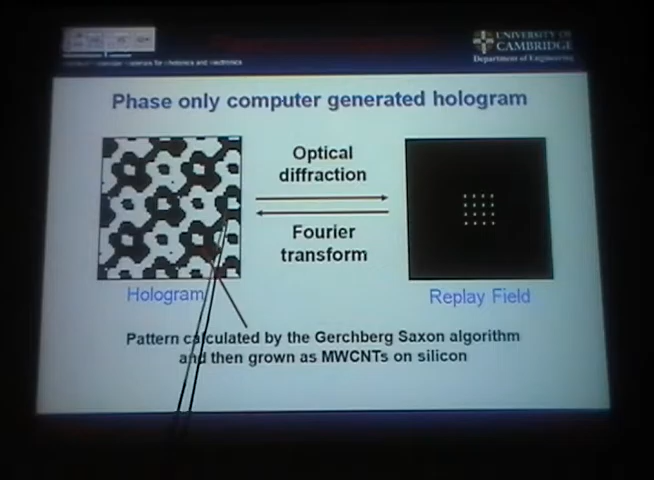 UNIVERSITY OF
CAMBRIDGE
Department of Engineering
Phase only computer generated hologram
Optical
diffraction
Fourier
transform
Hologram
Replay Field
Pattern calculated by the Gerchberg Saxon algorithm
and then grown as MWCNTs on silicon